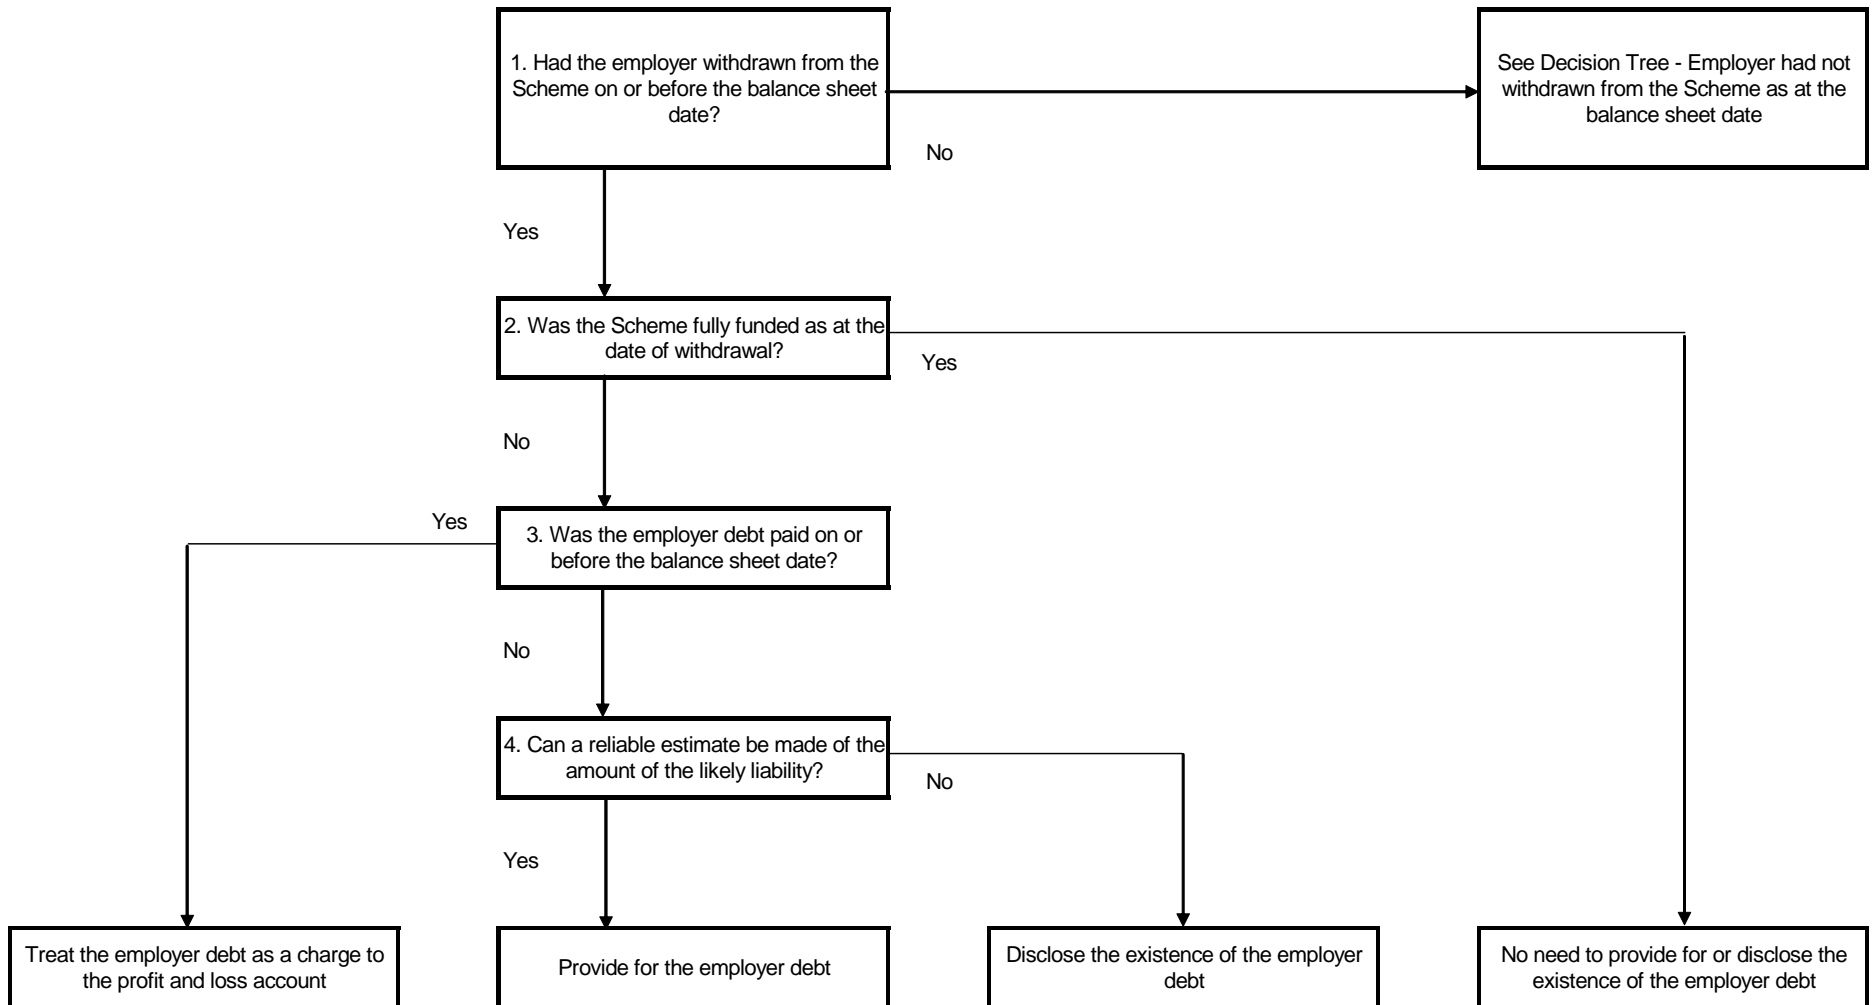 1. Had the employer withdrawn from the
Scheme on or before the balance sheet
date?
See Decision Tree - Employer had not
withdrawn from the Scheme as at the
balance sheet date
No
Yes
2. Was the Scheme fully funded as at the
date of withdrawal?
Yes
No
Yes
3. Was the employer debt paid on or
before the balance sheet date?
No
4. Can a reliable estimate be made of the
amount of the likely liability?
No
Yes
Treat the employer debt as a charge to
the profit and loss account
Provide for the employer debt
Disclose the existence of the employer
debt
No need to provide for or disclose the
existence of the employer debt